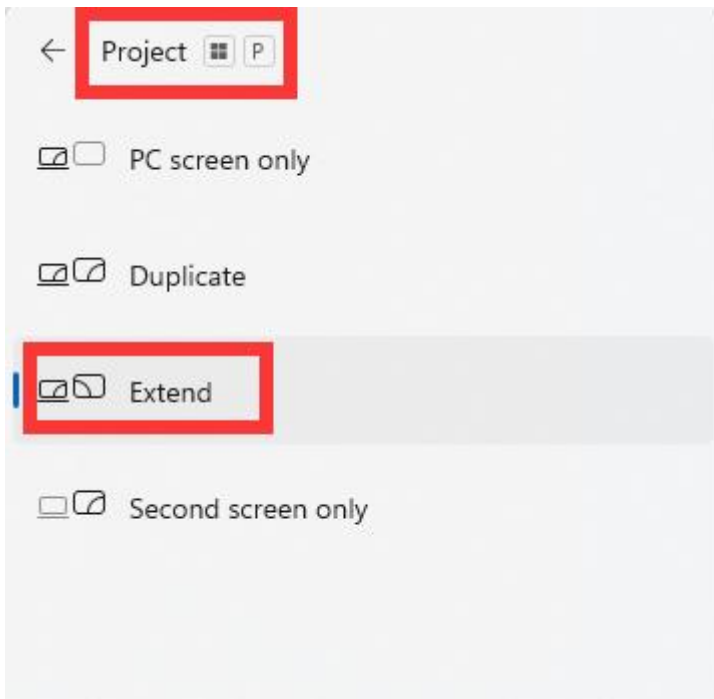 Project P
PC screen only
Duplicate
Extend
Second screen only